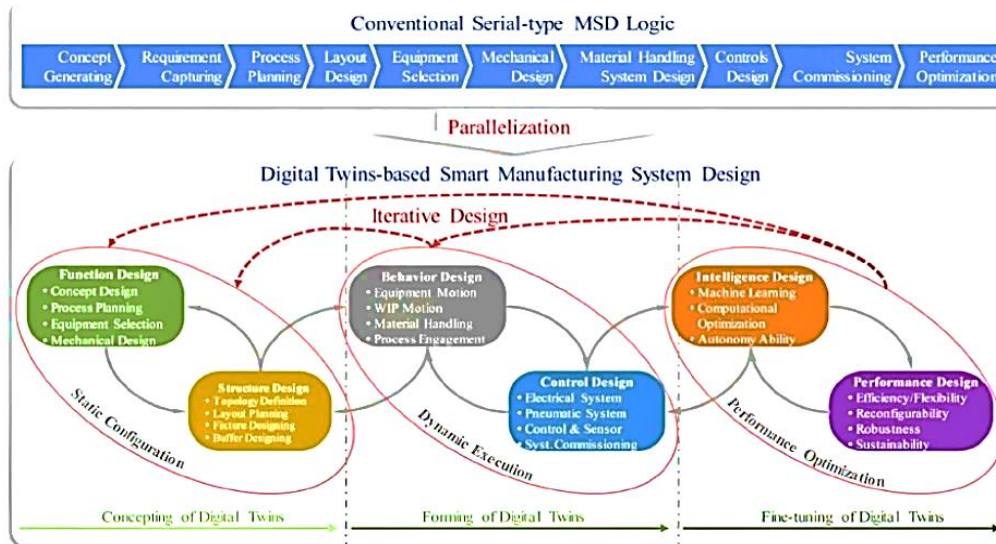 Conventional Serial-type MSD Logic
Concept Generating
Requirement Capturing
Process Planning
Layout Design
Equipment Selection
Mechanical Design
Material Handling System Design
Controls Design
System Commissioning
Performance Optimization
Parallelization
Digital Twins-based Smart Manufacturing System Design
Iterative Design
Function Design
• Concept Design
• Process Planning
• Equipment Selection
• Mechanical Design
Structure Design
• Topology Definition
• Layout Planning
• Fixture Designing
• Buffer Designing
Static Configuration
Behavior Design
• Equipment Motion
• WIP Motion
• Material Handling
• Process Engagement
Control Design
• Electrical System
• Pneumatic System
• Control & Sensor
• Syst. Commissioning
Dynamic Execution
Intelligence Design
• Machine Learning
• Computational
Optimization
• Autonomy Ability
Performance Design
• Efficiency/Flexibility
• Reconfigurability
• Robustness
• Sustainability
Performance Optimization
Concepting of Digital Twins
Forming of Digital Twins
Fine-tuning of Digital Twins